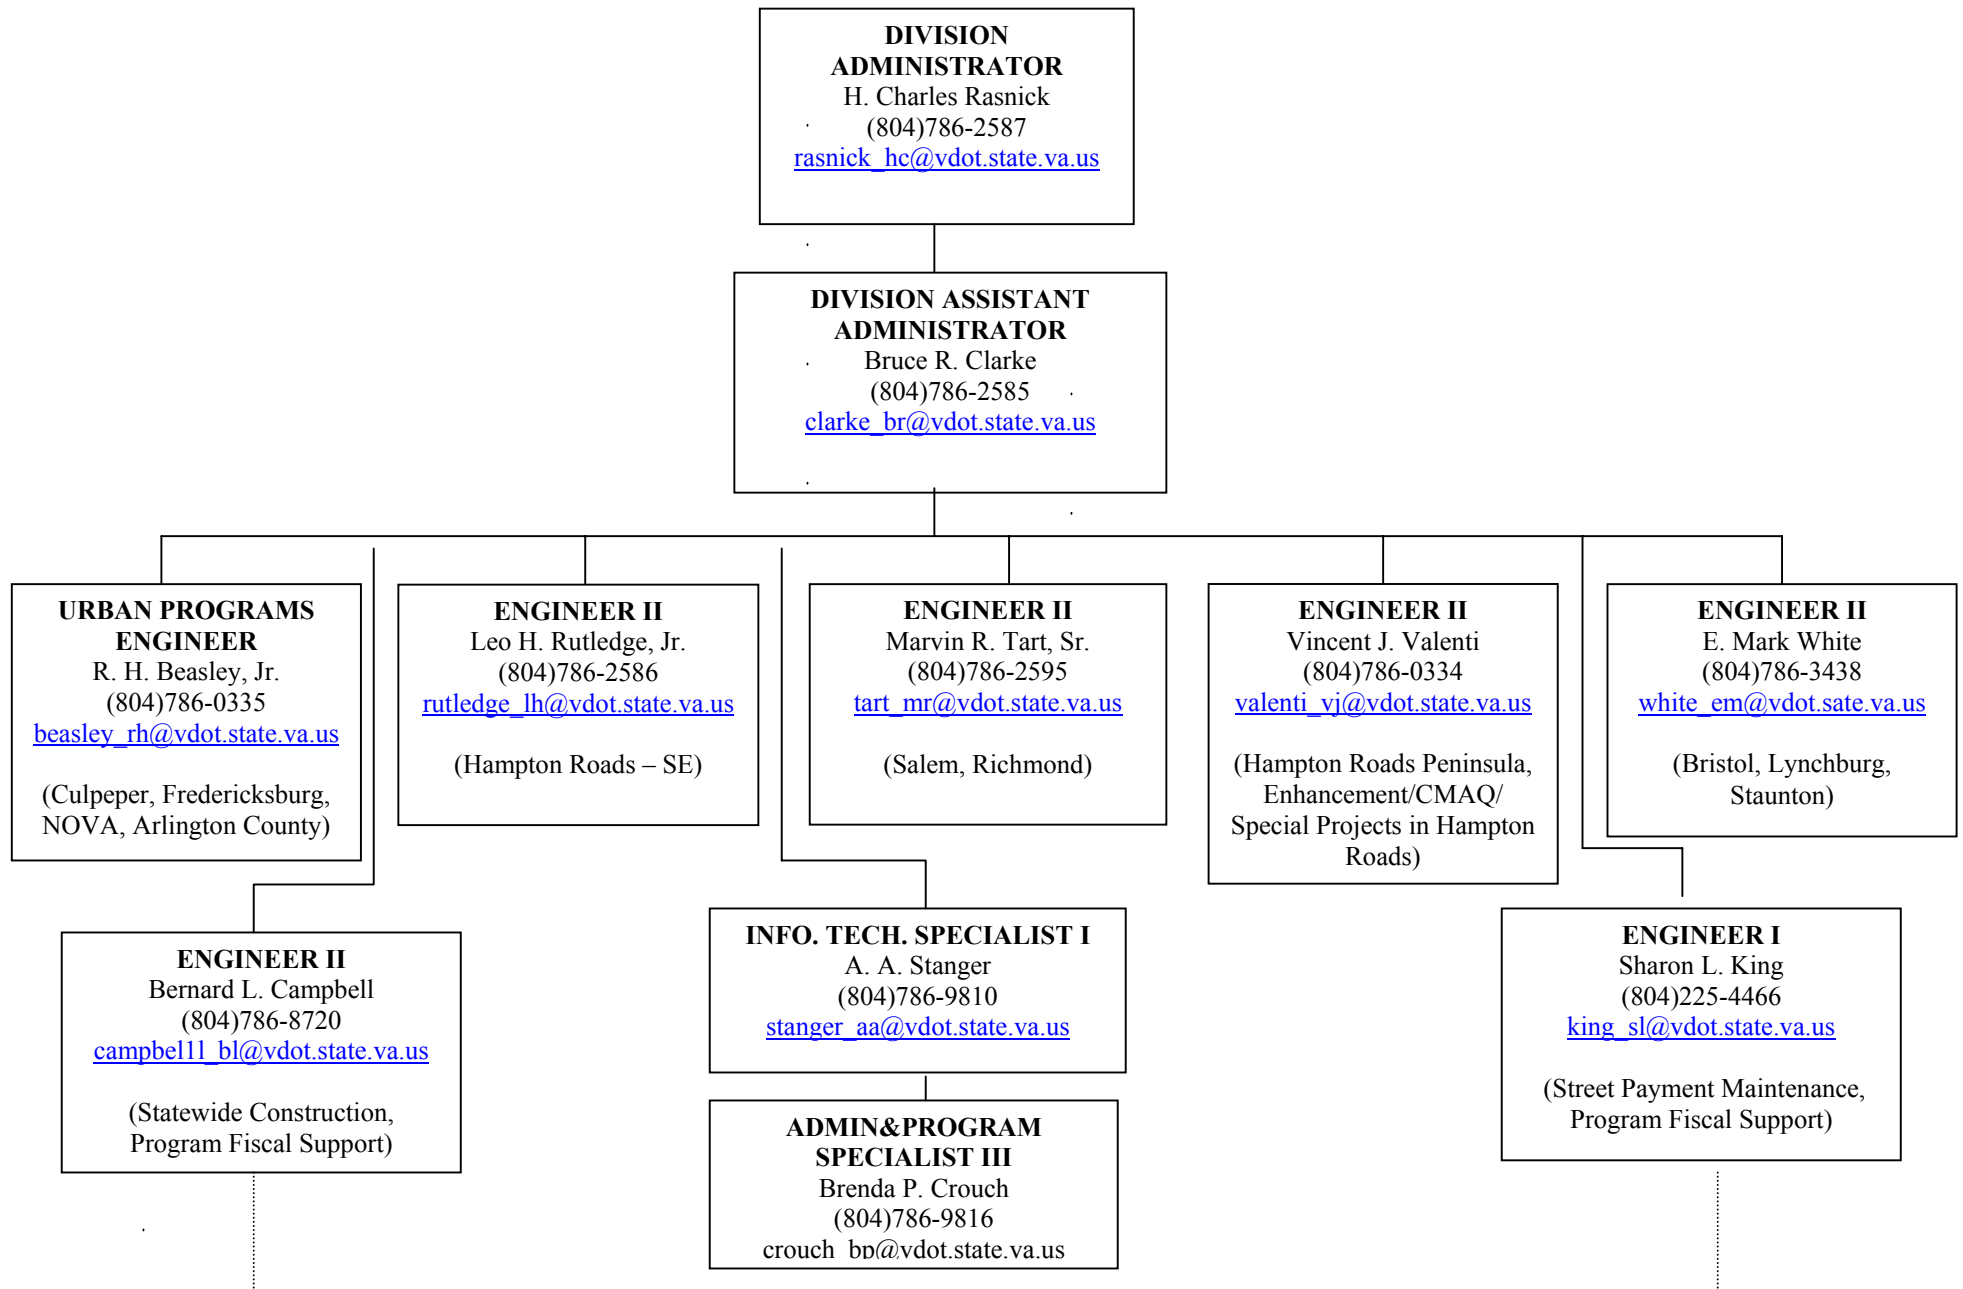 DIVISION
ADMINISTRATOR
H. Charles Rasnick
(804)786-2587
rasnick_hc@vdot.state.va.us
DIVISION ASSISTANT
ADMINISTRATOR
Bruce R. Clarke
(804)786-2585
clarke_br@vdot.state.va.us
URBAN PROGRAMS
ENGINEER
R. H. Beasley, Jr.
(804)786-0335
beasley_rh@vdot.state.va.us
(Culpeper, Fredericksburg,
NOVA, Arlington County)
ENGINEER II
Leo H. Rutledge, Jr.
(804)786-2586
rutledge_lh@vdot.state.va.us
(Hampton Roads – SE)
ENGINEER II
Marvin R. Tart, Sr.
(804)786-2595
tart_mr@vdot.state.va.us
(Salem, Richmond)
ENGINEER II
Vincent J. Valenti
(804)786-0334
valenti_vj@vdot.state.va.us
(Hampton Roads Peninsula,
Enhancement/CMAQ/
Special Projects in Hampton
Roads)
ENGINEER II
E. Mark White
(804)786-3438
white_em@vdot.sate.va.us
(Bristol, Lynchburg,
Staunton)
ENGINEER II
Bernard L. Campbell
(804)786-8720
campbel1l_bl@vdot.state.va.us
(Statewide Construction,
Program Fiscal Support)
INFO. TECH. SPECIALIST I
A. A. Stanger
(804)786-9810
stanger_aa@vdot.state.va.us
ADMIN&PROGRAM
SPECIALIST III
Brenda P. Crouch
(804)786-9816
crouch_bp@vdot.state.va.us
ENGINEER I
Sharon L. King
(804)225-4466
king_sl@vdot.state.va.us
(Street Payment Maintenance,
Program Fiscal Support)